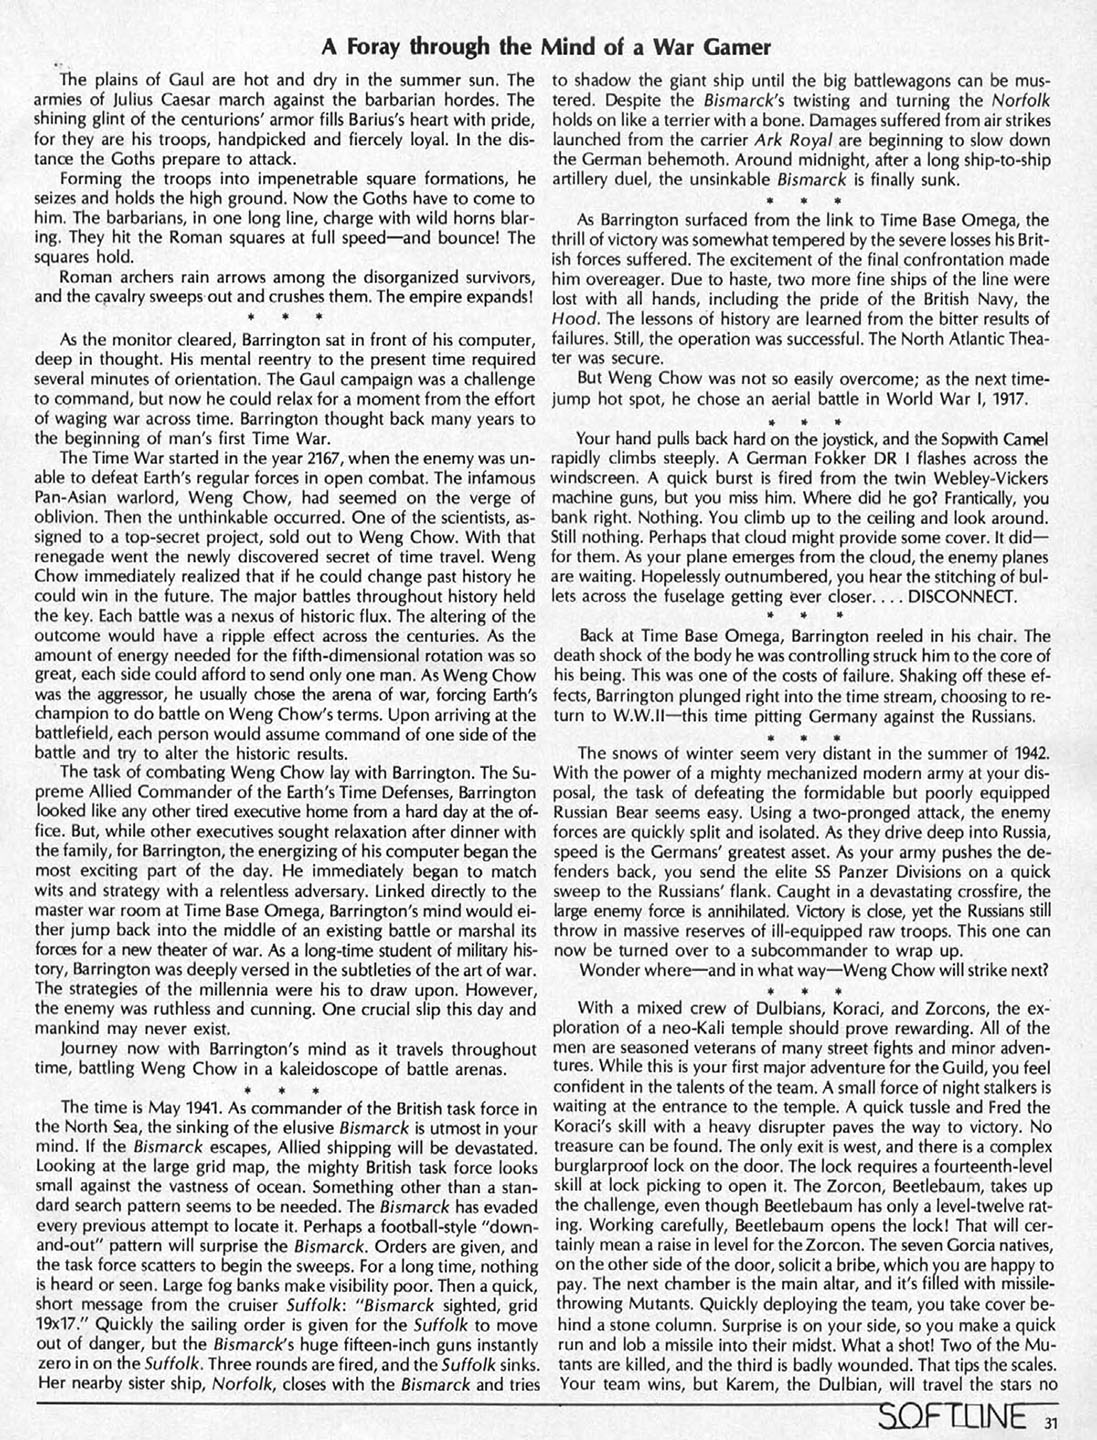 A Foray through the Mind of a War Gamer
The plains of Gaul are hot and dry in the summer sun. The
armies of Julius Caesar march against the barbarian hordes. The
shining glint of the centurions' armor fills Barius's heart with pride,
for they are his troops, handpicked and fiercely loyal. In the dis-
tance the Goths prepare to attack.
Forming the troops into impenetrable square formations, he
seizes and holds the high ground. Now the Goths have to come to
him. The barbarians, in one long line, charge with wild horns blar-
ing. They hit the Roman squares at full speed—and bounce! The
squares hold.
Roman archers rain arrows among the disorganized survivors,
and the cavalry sweeps out and crushes them. The empire expands!
* * *
As the monitor cleared, Barrington sat in front of his computer,
deep in thought. His mental reentry to the present time required
several minutes of orientation. The Gaul campaign was a challenge
to command, but now he could relax for a moment from the effort
of waging war across time. Barrington thought back many years to
the beginning of man's first Time War.
The Time War started in the year 2167, when the enemy was un-
able to defeat Earth's regular forces in open combat. The infamous
Pan-Asian warlord, Weng Chow, had seemed on the verge of
oblivion. Then the unthinkable occurred. One of the scientists, as-
signed to a top-secret project, sold out to Weng Chow. With that
renegade went the newly discovered secret of time travel. Weng
Chow immediately realized that if he could change past history he
could win in the future. The major battles throughout history held
the key. Each battle was a nexus of historic flux. The altering of the
outcome would have a ripple effect across the centuries. As the
amount of energy needed for the fifth-dimensional rotation was so
great, each side could afford to send only one man. As Weng Chow
was the aggressor, he usually chose the arena of war, forcing Earth's
champion to do battle on Weng Chow's terms. Upon arriving at the
battlefield, each person would assume command of one side of the
battle and try to alter the historic results.
The task of combating Weng Chow lay with Barrington. The Su-
preme Allied Commander of the Earth's Time Defenses, Barrington
looked like any other tired executive home from a hard day at the of-
fice. But, while other executives sought relaxation after dinner with
the family, for Barrington, the energizing of his computer began the
most exciting part of the day. He immediately began to match
wits and strategy with a relentless adversary. Linked directly to the
master war room at Time Base Omega, Barrington's mind would ei-
ther jump back into the middle of an existing battle or marshal its
forces for a new theater of war. As a long-time student of military his-
tory, Barrington was deeply versed in the subtleties of the art of war.
The strategies of the millennia were his to draw upon. However,
the enemy was ruthless and cunning. One crucial slip this day and
mankind may never exist.
Journey now with Barrington's mind as it travels throughout
time, battling Weng Chow in a kaleidoscope of battle arenas.
* * *
The time is May 1941. As commander of the British task force in
the North Sea, the sinking of the elusive Bismarck is utmost in your
mind. If the Bismarck escapes, Allied shipping will be devastated.
Looking at the large grid map, the mighty British task force looks
small against the vastness of ocean. Something other than a stan-
dard search pattern seems to be needed. The Bismarck has evaded
every previous attempt to locate it. Perhaps a football-style "down-
and-out" pattern will surprise the Bismarck. Orders are given, and
the task force scatters to begin the sweeps. For a long time, nothing
is heard or seen. Large fog banks make visibility poor. Then a quick,
short message from the cruiser Suffolk: "Bismarck sighted, grid
19x17." Quickly the sailing order is given for the Suffolk to move
out of danger, but the Bismarck's huge fifteen-inch guns instantly
zero in on the Suffolk. Three rounds are fired, and the Suffolk sinks.
Her nearby sister ship, Norfolk, closes with the Bismarck and tries
to shadow the giant ship until the big battlewagons can be mus-
tered. Despite the Bismarck's twisting and turning the Norfolk
holds on like a terrier with a bone. Damages suffered from air strikes
launched from the carrier Ark Royal are beginning to slow down
the German behemoth. Around midnight, after a long ship-to-ship
artillery duel, the unsinkable Bismarck is finally sunk.
* * *
As Barrington surfaced from the link to Time Base Omega, the
thrill of victory was somewhat tempered by the severe losses his Brit-
ish forces suffered. The excitement of the final confrontation made
him overeager. Due to haste, two more fine ships of the line were
lost with all hands, including the pride of the British Navy, the
Hood. The lessons of history are learned from the bitter results of
failures. Still, the operation was successful. The North Atlantic Thea-
ter was secure.
But Weng Chow was not so easily overcome; as the next time-
jump hot spot, he chose an aerial battle in World War I, 1917.
* * *
Your hand pulls back hard on the joystick, and the Sopwith Camel
rapidly climbs steeply. A German Fokker DR I flashes across the
windscreen. A quick burst is fired from the twin Webley-Vickers
machine guns, but you miss him. Where did he go? Frantically, you
bank right. Nothing. You climb up to the ceiling and look around.
Still nothing. Perhaps that cloud might provide some cover. It did—
for them. As your plane emerges from the cloud, the enemy planes
are waiting. Hopelessly outnumbered, you hear the stitching of bul-
lets across the fuselage getting ever closer. . . . DISCONNECT.
* * *
Back at Time Base Omega, Barrington reeled in his chair. The
death shock of the body he was controlling struck him to the core of
his being. This was one of the costs of failure. Shaking off these ef-
fects, Barrington plunged right into the time stream, choosing to re-
turn to W.W.II—this time pitting Germany against the Russians.
* * *
The snows of winter seem very distant in the summer of 1942.
With the power of a mighty mechanized modern army at your dis-
posal, the task of defeating the formidable but poorly equipped
Russian Bear seems easy. Using a two-pronged attack, the enemy
forces are quickly split and isolated. As they drive deep into Russia,
speed is the Germans' greatest asset. As your army pushes the de-
fenders back, you send the elite SS Panzer Divisions on a quick
sweep to the Russians' flank. Caught in a devastating crossfire, the
large enemy force is annihilated. Victory is close, yet the Russians still
throw in massive reserves of ill-equipped raw troops. This one can
now be turned over to a subcommander to wrap up.
Wonder where—and in what way—Weng Chow will strike next?
* * *
With a mixed crew of Dulbians, Koraci, and Zorcons, the ex-
ploration of a neo-Kali temple should prove rewarding. All of the
men are seasoned veterans of many street fights and minor adven-
tures. While this is your first major adventure for the Guild, you feel
confident in the talents of the team. A small force of night stalkers is
waiting at the entrance to the temple. A quick tussle and Fred the
Koraci's skill with a heavy disrupter paves the way to victory. No
treasure can be found. The only exit is west, and there is a complex
burglarproof lock on the door. The lock requires a fourteenth-level
skill at lock picking to open it. The Zorcon, Beetlebaum, takes up
the challenge, even though Beetlebaum has only a level-twelve rat-
ing. Working carefully, Beetlebaum opens the lock! That will cer-
tainly mean a raise in level for the Zorcon. The seven Gorcia natives,
on the other side of the door, solicit a bribe, which you are happy to
pay. The next chamber is the main altar, and it's filled with missile-
throwing Mutants. Quickly deploying the team, you take cover be-
hind a stone column. Surprise is on your side, so you make a quick
run and lob a missile into their midst. What a shot! Two of the Mu-
tants are killed, and the third is badly wounded. That tips the scales.
Your team wins, but Karem, the Dulbian, will travel the stars no
SOFTLINE 31